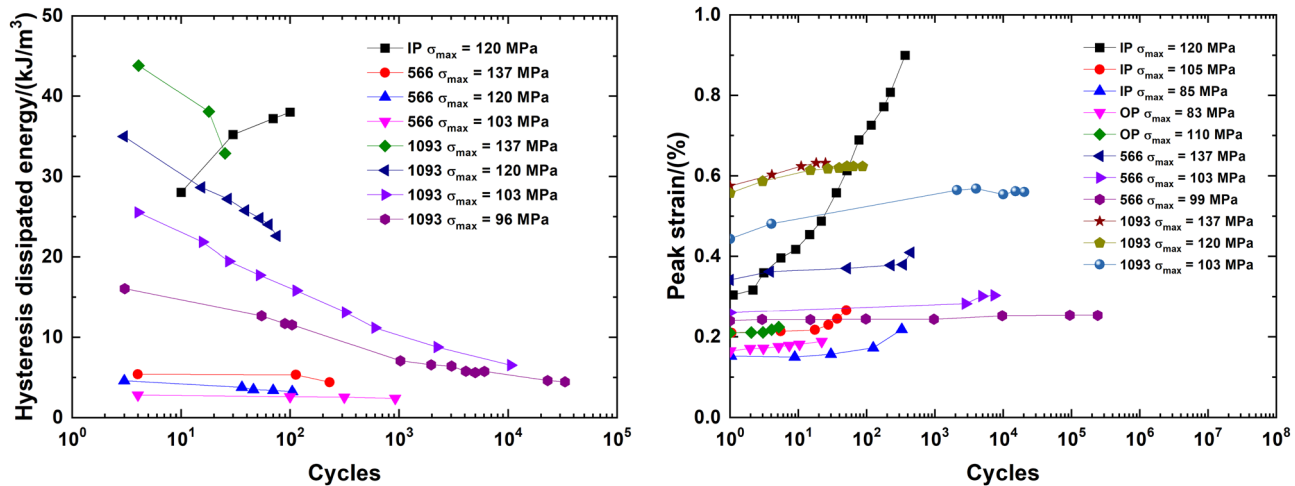 Hysteresis dissipated energy/(kJ/m³)
50
40
30
20
10
0
10⁰ 10¹ 10² 10³ 10⁴ 10⁵
Cycles
IP σmax = 120 MPa
566 σmax = 137 MPa
566 σmax = 120 MPa
566 σmax = 103 MPa
1093 σmax = 137 MPa
1093 σmax = 120 MPa
1093 σmax = 103 MPa
1093 σmax = 96 MPa
Peak strain/(%)
1.0
0.8
0.6
0.4
0.2
0.0
10⁰ 10¹ 10² 10³ 10⁴ 10⁵ 10⁶ 10⁷ 10⁸
Cycles
IP σmax = 120 MPa
IP σmax = 105 MPa
IP σmax = 85 MPa
OP σmax = 83 MPa
OP σmax = 110 MPa
566 σmax = 137 MPa
566 σmax = 103 MPa
566 σmax = 99 MPa
1093 σmax = 137 MPa
1093 σmax = 120 MPa
1093 σmax = 103 MPa